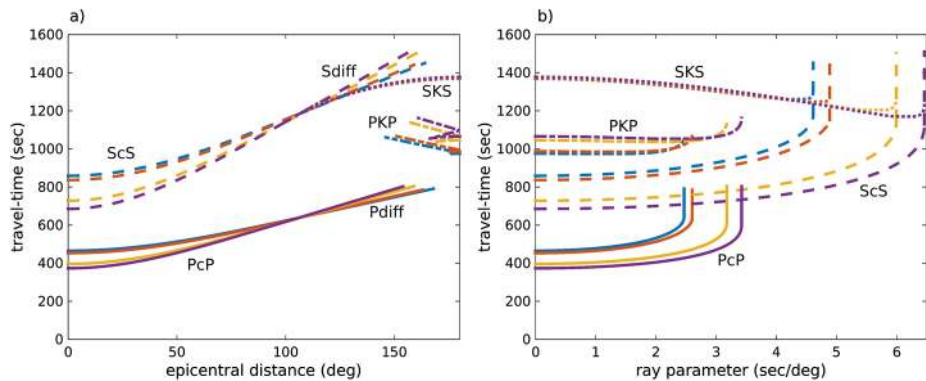 a)
1600
1400
1200
1000
800
600
400
200
0
0
50
100
150
travel-time (sec)
epicentral distance (deg)
Sdiff
SKS
PKP
ScS
Pdiff
PcP
b)
1600
1400
1200
1000
800
600
400
200
0
0
1
2
3
4
5
6
travel-time (sec)
ray parameter (sec/deg)
SKS
PKP
ScS
PcP